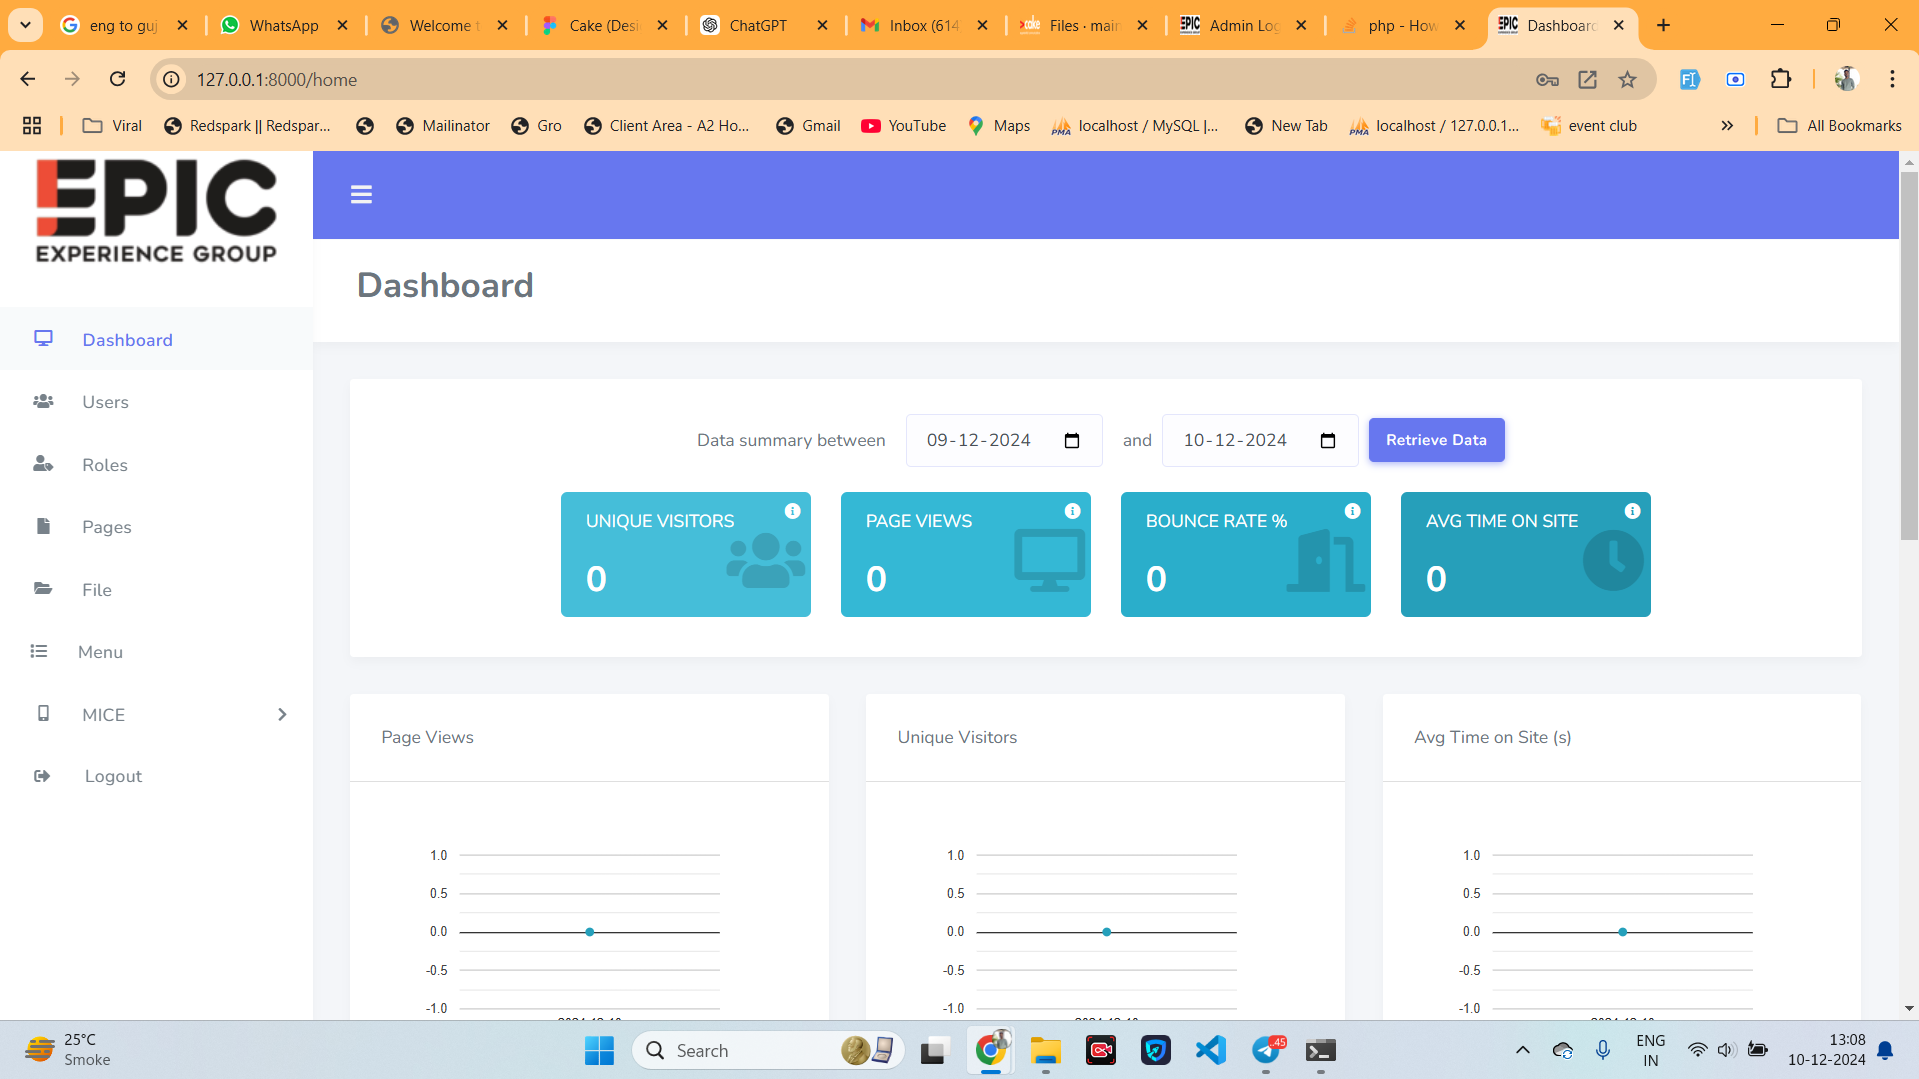 eng to guj
WhatsApp
Welcome t
Cake (Desi
ChatGPT
Inbox (614
Files · main
Admin Log
php - How
Dashboard
127.0.0.1:8000/home
Viral
Redspark || Redspar...
Mailinator
Gro
Client Area - A2 Ho...
Gmail
YouTube
Maps
localhost / MySQL |...
New Tab
localhost / 127.0.0.1...
event club
All Bookmarks
EPIC
EXPERIENCE GROUP
Dashboard
Users
Roles
Pages
File
Menu
MICE
Logout
Dashboard
Data summary between 09-12-2024 and 10-12-2024 Retrieve Data
UNIQUE VISITORS
0
PAGE VIEWS
0
BOUNCE RATE %
0
AVG TIME ON SITE
0
Page Views
1.0
0.5
0.0
-0.5
-1.0
Unique Visitors
1.0
0.5
0.0
-0.5
-1.0
Avg Time on Site (s)
1.0
0.5
0.0
-0.5
-1.0
25°C
Smoke
Search
.45
ENG
IN
13:08
10-12-2024